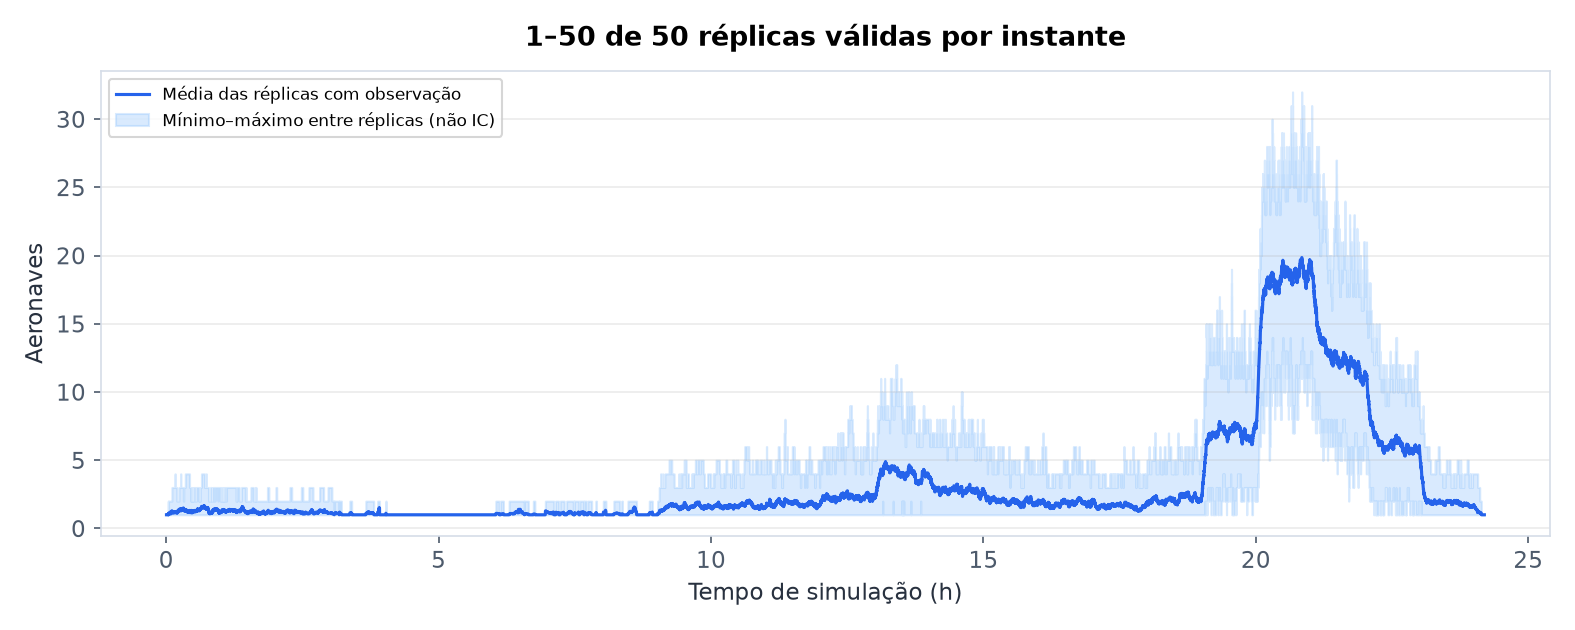 1–50 de 50 réplicas válidas por instante
Média das réplicas com observação
Mínimo–máximo entre réplicas (não IC)
Aeronaves
30
25
20
15
10
5
0
0 5 10 15 20 25
Tempo de simulação (h)